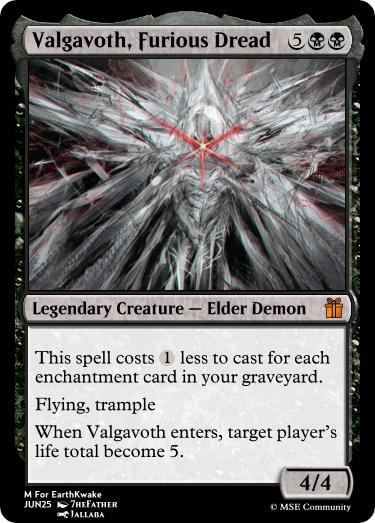 Valgavoth, Furious Dread 5
Legendary Creature — Elder Demon
This spell costs 1 less to cast for each
enchantment card in your graveyard.
Flying, trample
When Valgavoth enters, target player's
life total become 5.
4/4
M For EarthKwake
JUN25 7HEFATHER
JALLABA
© MSE Community